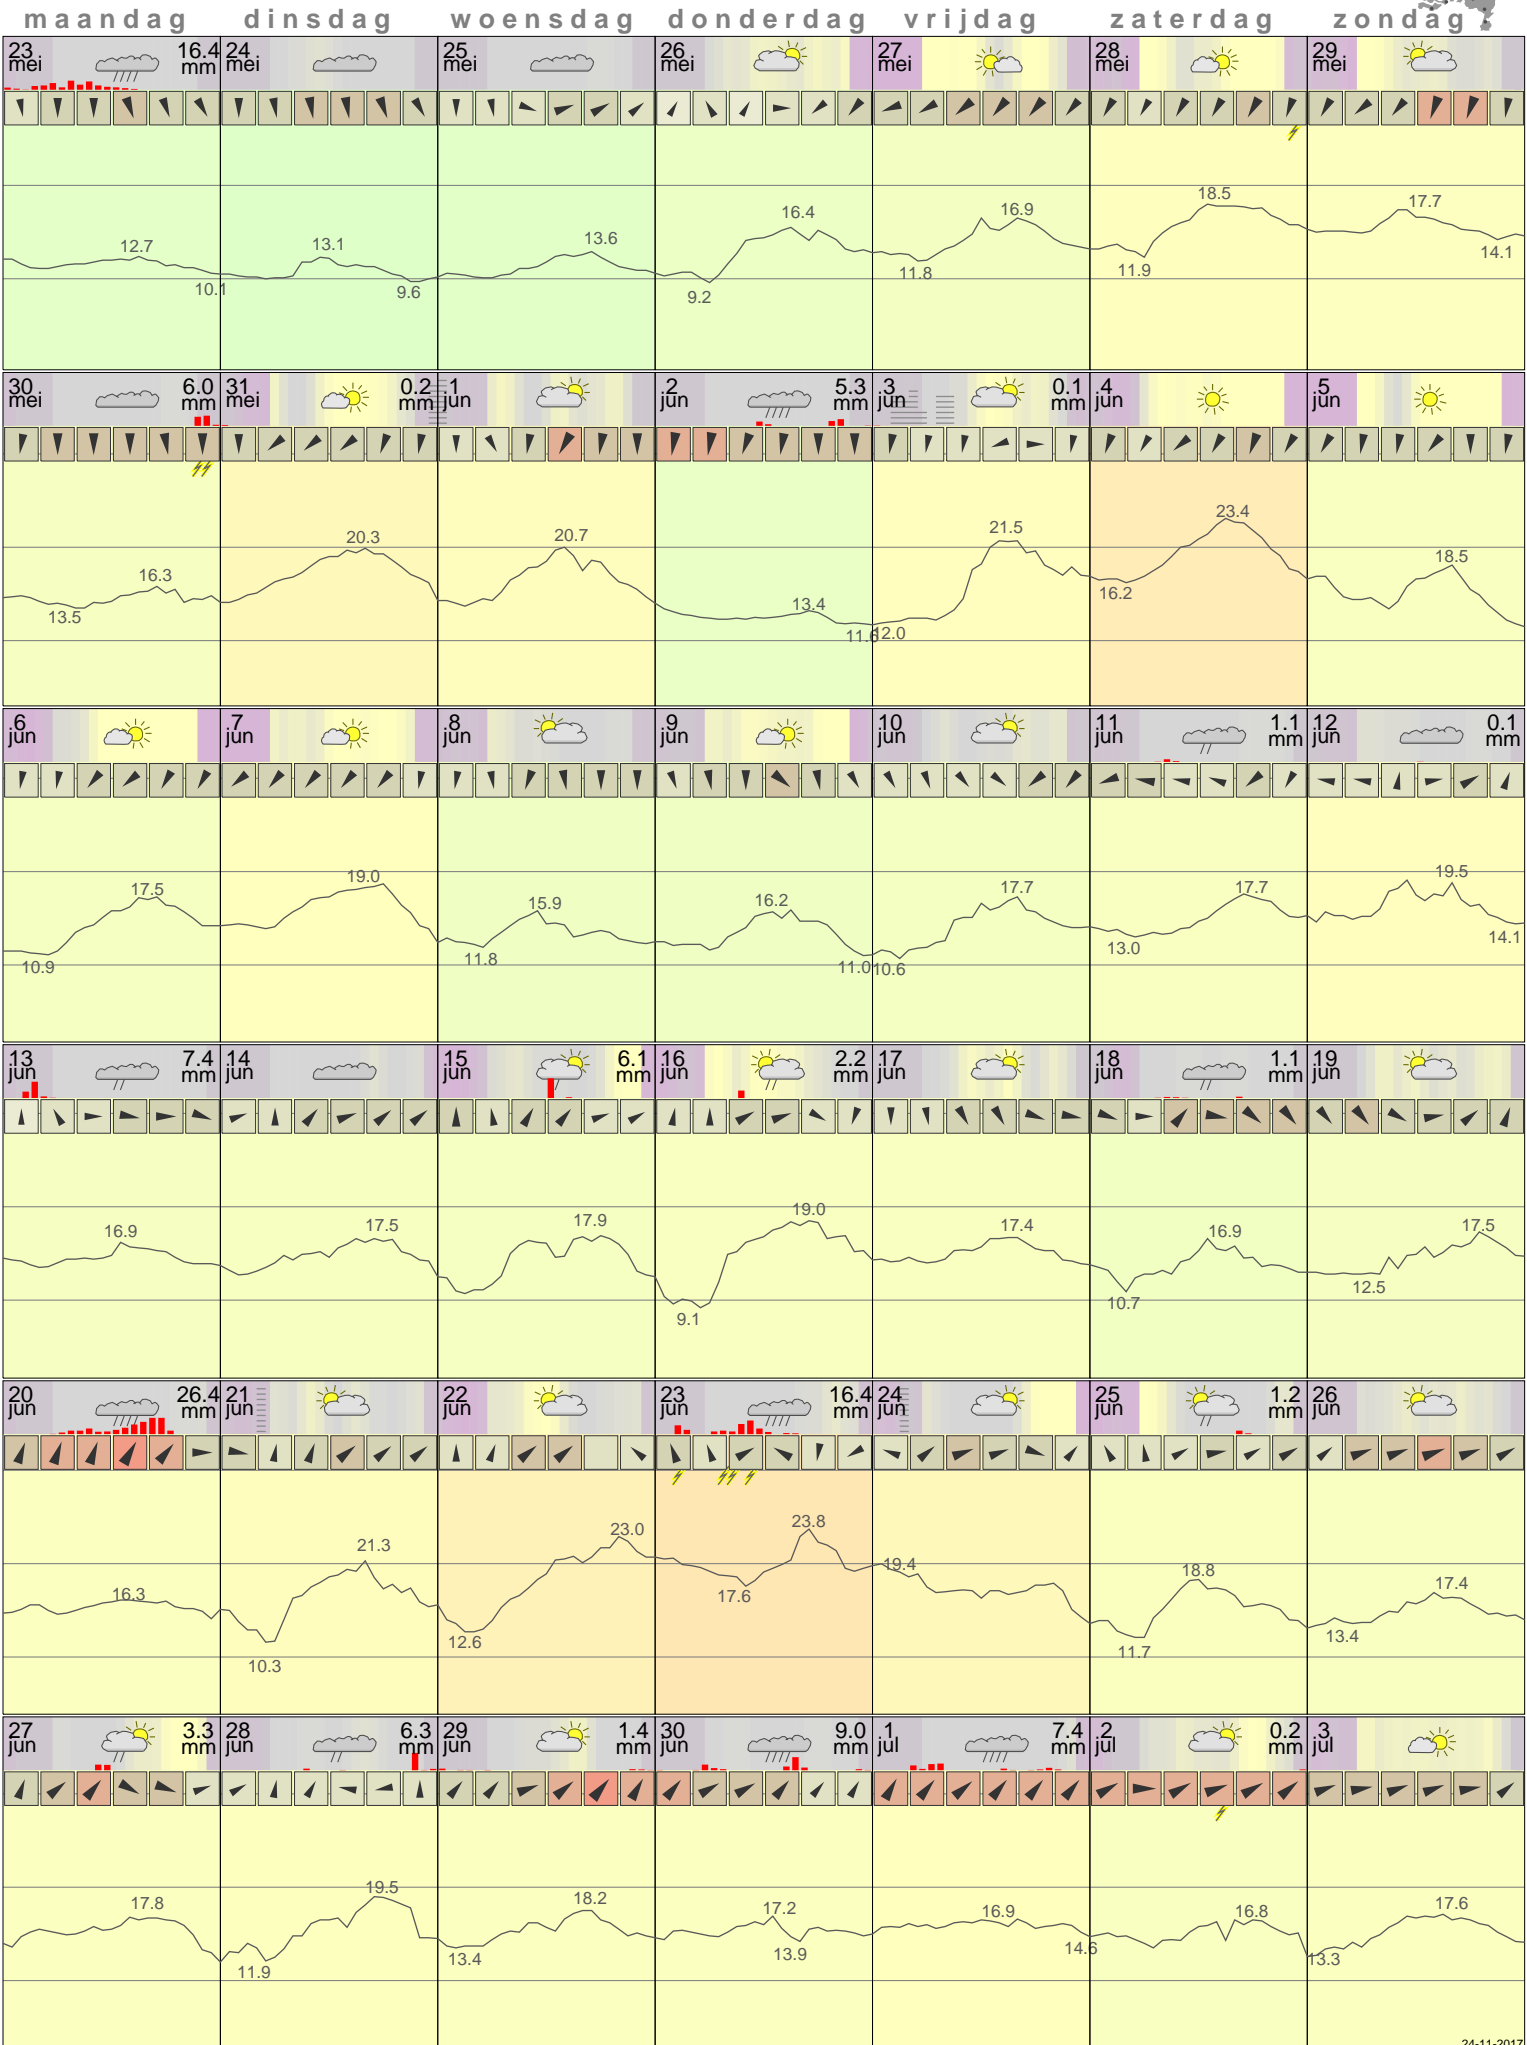 maandag dinsdag woensdag donderdag vrijdag zaterdag zondag
23 16.4 24 25 26 27 28 29
mei mm mei mei mei mei mei mei
18.5
16.4 16.9 17.7
12.7 13.1 13.6
11.8 11.9 14.1
10.1 9.6 9.2
30 6.0 31 0.2 1 2 5.3 3 0.1 4 5
mei mm mei mm jun jun mm jun mm jun jun
20.3 20.7 21.5 23.4
16.3 18.5
13.5 13.4 16.2
11.6 12.0
6 7 8 9 10 11 1.1 12 0.1
jun jun jun jun jun jun mm jun mm
17.5 19.0 15.9 16.2 17.7 17.7 19.5
10.9 11.8 11.0 10.6 13.0 14.1
13 7.4 14 15 6.1 16 2.2 17 18 1.1 19
jun mm jun jun mm jun mm jun jun mm jun
16.9 17.5 17.9 19.0 17.4 16.9 17.5
9.1 10.7 12.5
20 26.4 21 22 23 16.4 24 25 1.2 26
jun mm jun jun jun mm jun jun mm jun
16.3 21.3 23.0 23.8 19.4 18.8 17.4
10.3 12.6 17.6 11.7 13.4
27 3.3 28 6.3 29 1.4 30 9.0 1 7.4 2 0.2 3
jun mm jun mm jun mm jun mm jul mm jul mm jul
17.8 19.5 18.2 17.2 16.9 16.8 17.6
11.9 13.4 13.9 14.6 13.3
24-11-2017